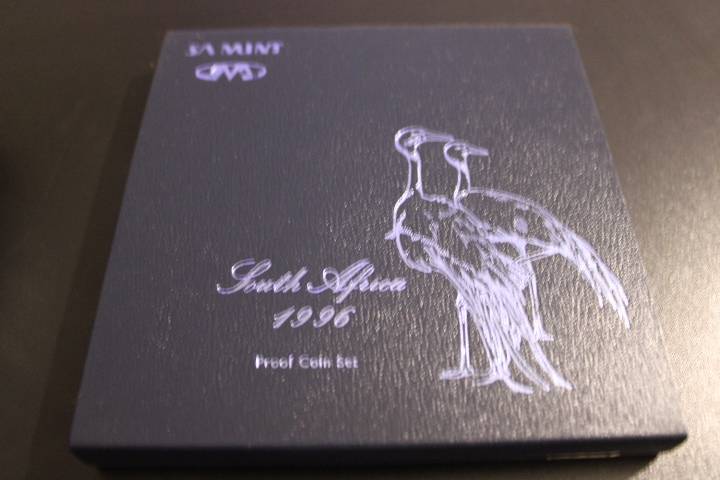 SA MINT
South Africa
1996
Proof Coin Set